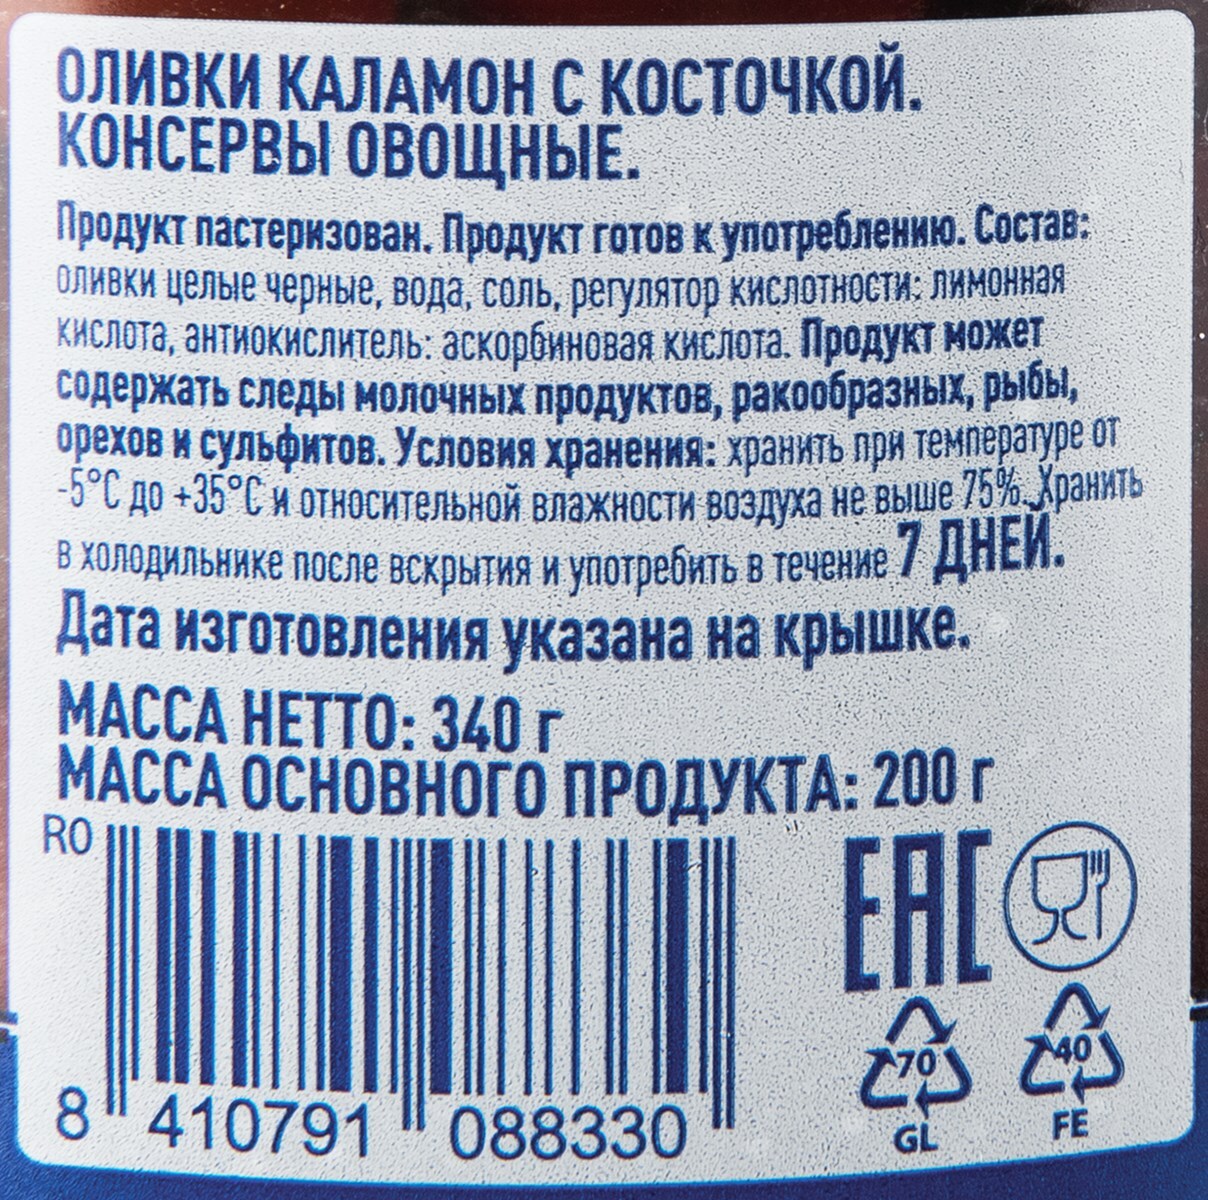 ОЛИВКИ КАЛАМОН С КОСТОЧКОЙ.
КОНСЕРВЫ ОВОЩНЫЕ.
Продукт пастеризован. Продукт готов к употреблению. Состав:
оливки целые черные, вода, соль, регулятор кислотности: лимонная
кислота, антиокислитель: аскорбиновая кислота. Продукт может
содержать следы молочных продуктов, ракообразных, рыбы,
орехов и сульфитов. Условия хранения: хранить при температуре от
-5°C до +35°C и относительной влажности воздуха не выше 75%. Хранить
в холодильнике после вскрытия и употребить в течение 7 ДНЕЙ.
Дата изготовления указана на крышке.
МАССА НЕТТО: 340 г
МАССА ОСНОВНОГО ПРОДУКТА: 200 г
RO
EAC
70
GL
40
FE
8 410791 088330